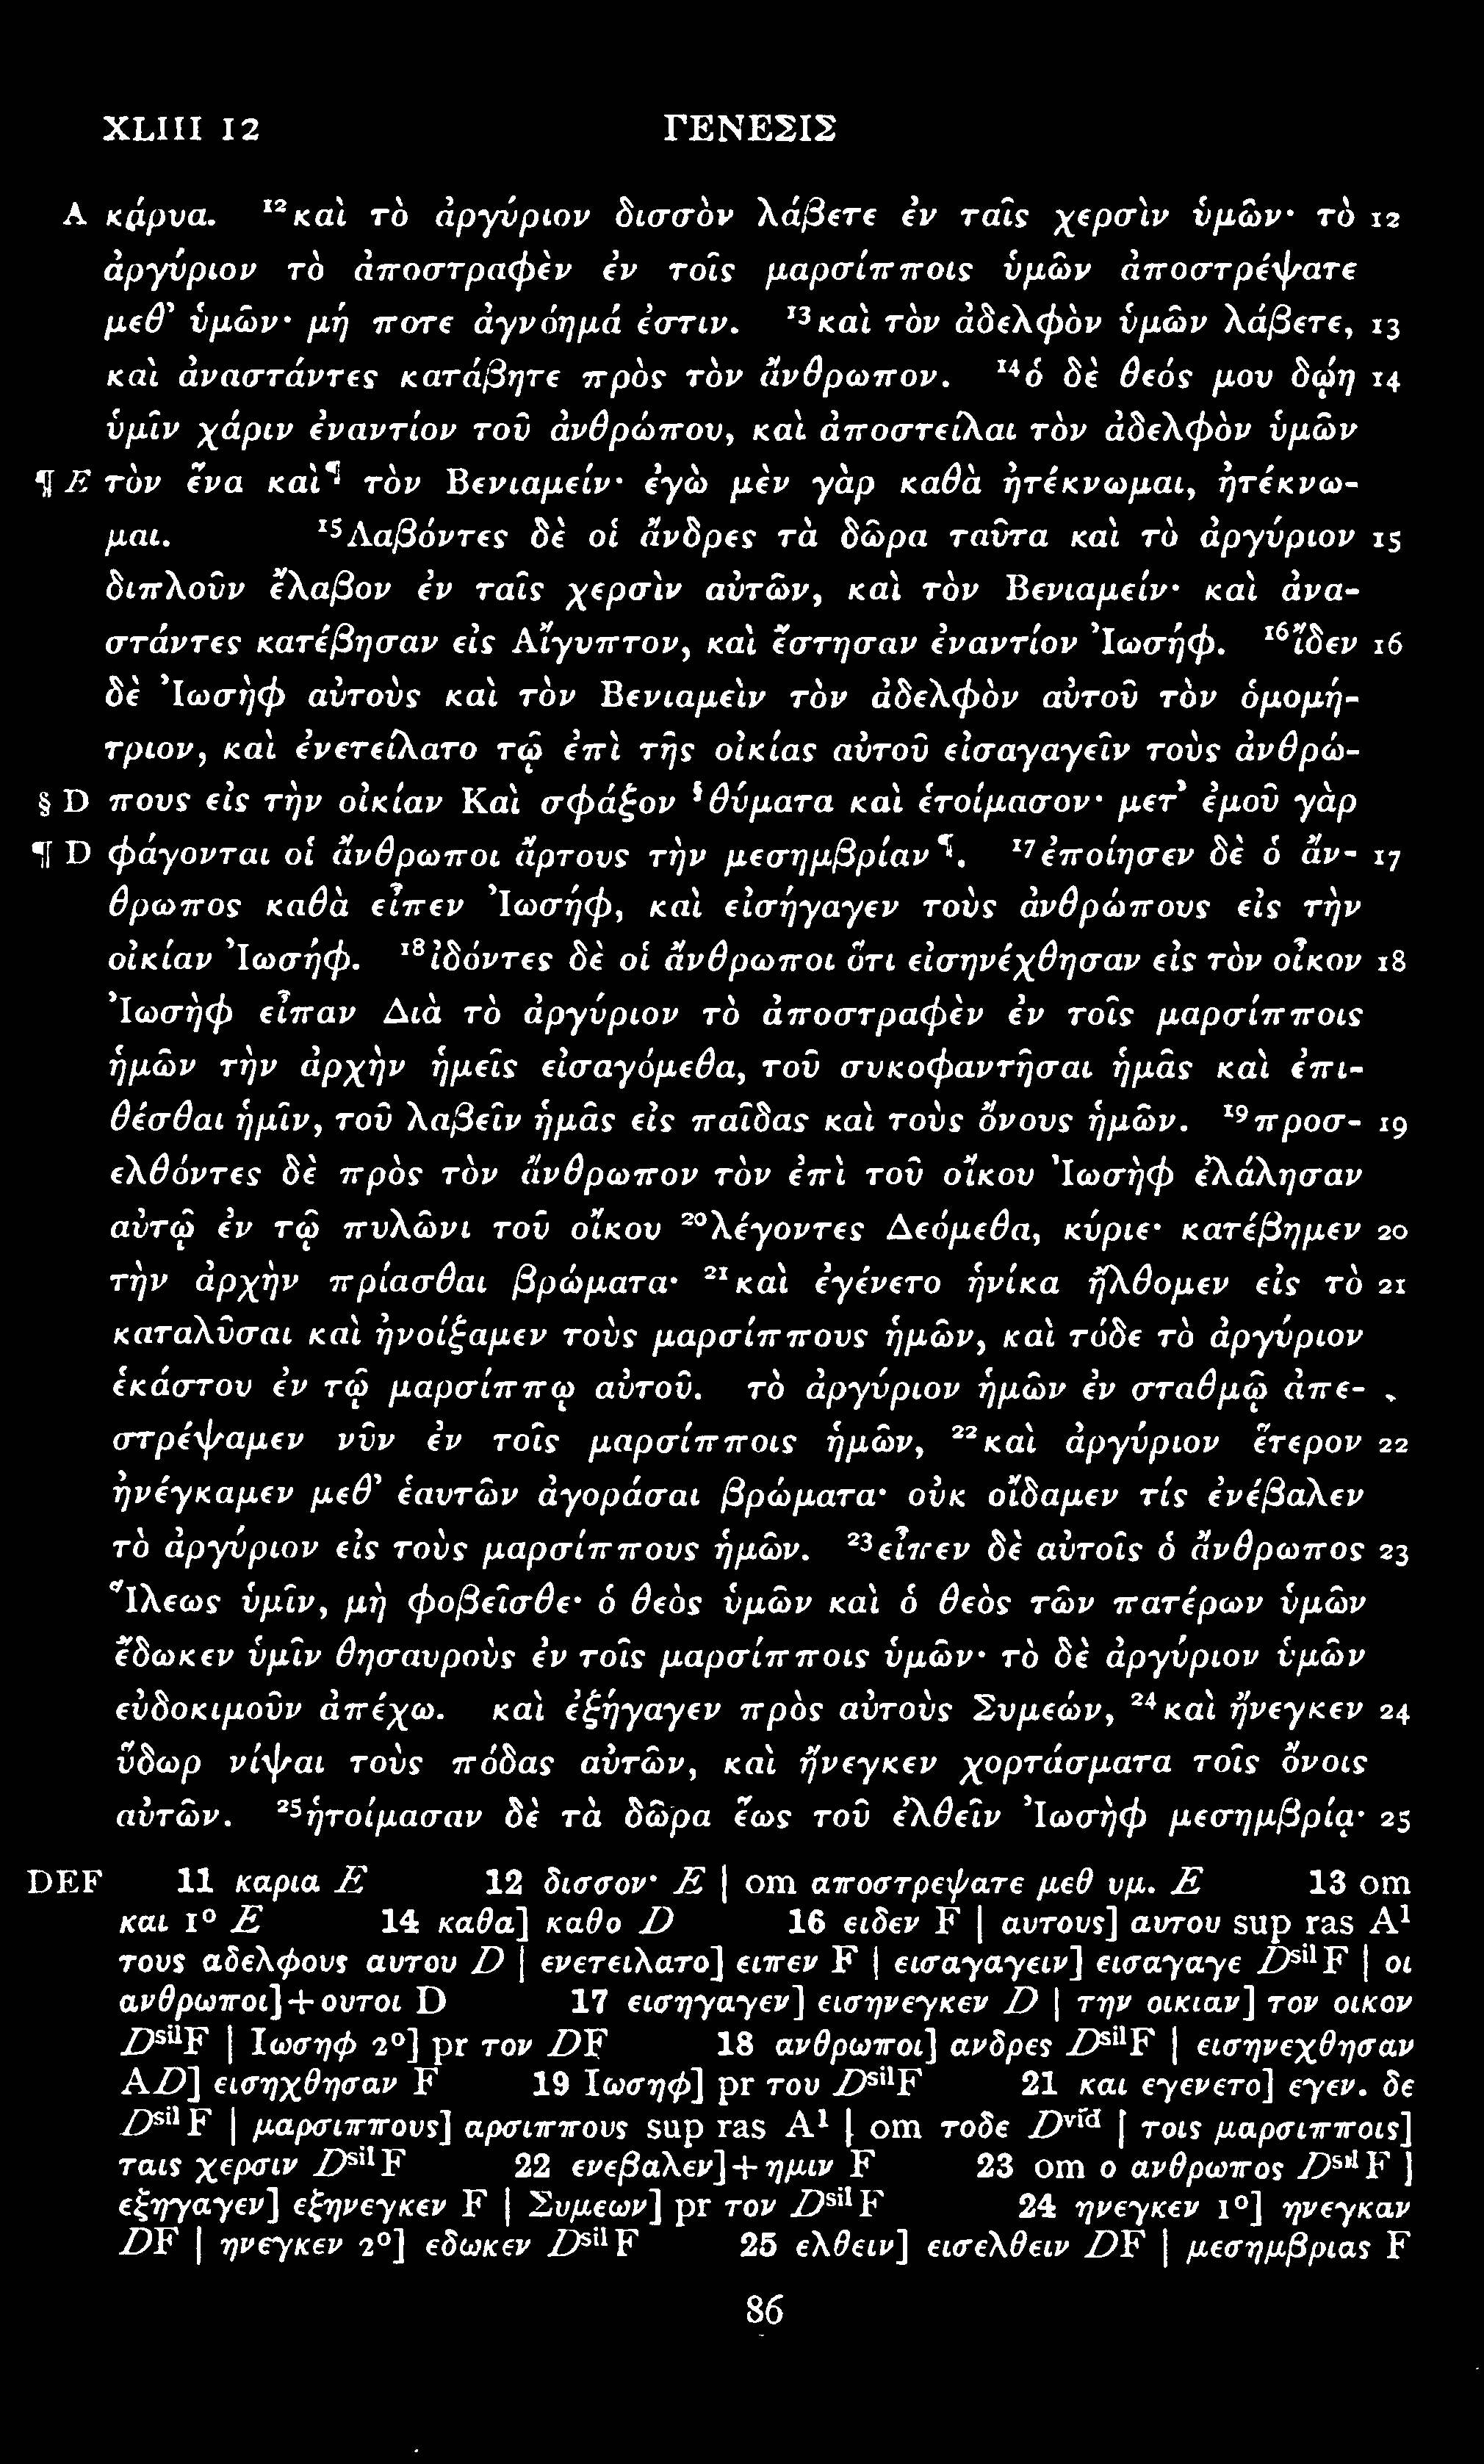 XLIII 12 ΓΕΝΕΣΙΣ
A κάρυα. ¹²καὶ τὸ ἀργύριον δισσὸν λάβετε ἐν ταῖς χερσὶν ὑμῶν· τὸ 12
ἀργύριον τὸ ἀποστραφὲν ἐν τοῖς μαρσίπποις ὑμῶν ἀποστρέψατε
μεθ’ ὑμῶν· μή ποτε ἀγνόημά ἐστιν. ¹³καὶ τὸν ἀδελφὸν ὑμῶν λάβετε, 13
καὶ ἀναστάντες κατάβητε πρὸς τὸν ἄνθρωπον. ¹⁴ὁ δὲ θεός μου δῴη 14
ὑμῖν χάριν ἐναντίον τοῦ ἀνθρώπου, καὶ ἀποστείλαι τὸν ἀδελφὸν ὑμῶν
¶ E τὸν ἕνα καὶ¶ τὸν Βενιαμείν· ἐγὼ μὲν γὰρ καθὰ ἠτέκνωμαι, ἠτέκνω-
μαι. ¹⁵Λαβόντες δὲ οἱ ἄνδρες τὰ δῶρα ταῦτα καὶ τὸ ἀργύριον 15
διπλοῦν ἔλαβον ἐν ταῖς χερσὶν αὐτῶν, καὶ τὸν Βενιαμείν· καὶ ἀνα-
στάντες κατέβησαν εἰς Αἴγυπτον, καὶ ἔστησαν ἐναντίον Ἰωσήφ. ¹⁶ἴδεν 16
δὲ Ἰωσὴφ αὐτοὺς καὶ τὸν Βενιαμεὶν τὸν ἀδελφὸν αὐτοῦ τὸν ὁμομή-
τριον, καὶ ἐνετείλατο τῷ ἐπὶ τῆς οἰκίας αὐτοῦ εἰσαγαγεῖν τοὺς ἀνθρώ-
§ D πους εἰς τὴν οἰκίαν Καὶ σφάξον §θύματα καὶ ἑτοίμασον· μετ’ ἐμοῦ γὰρ
¶ D φάγονται οἱ ἄνθρωποι ἄρτους τὴν μεσημβρίαν¶. ¹⁷ἐποίησεν δὲ ὁ ἄν- 17
θρωπος καθὰ εἶπεν Ἰωσήφ, καὶ εἰσήγαγεν τοὺς ἀνθρώπους εἰς τὴν
οἰκίαν Ἰωσήφ. ¹⁸ἰδόντες δὲ οἱ ἄνθρωποι ὅτι εἰσηνέχθησαν εἰς τὸν οἶκον 18
Ἰωσὴφ εἶπαν Διὰ τὸ ἀργύριον τὸ ἀποστραφὲν ἐν τοῖς μαρσίπποις
ἡμῶν τὴν ἀρχὴν ἡμεῖς εἰσαγόμεθα, τοῦ συκοφαντῆσαι ἡμᾶς καὶ ἐπι-
θέσθαι ἡμῖν, τοῦ λαβεῖν ἡμᾶς εἰς παῖδας καὶ τοὺς ὄνους ἡμῶν. ¹⁹προσ- 19
ελθόντες δὲ πρὸς τὸν ἄνθρωπον τὸν ἐπὶ τοῦ οἴκου Ἰωσὴφ ἐλάλησαν
αὐτῷ ἐν τῷ πυλῶνι τοῦ οἴκου ²⁰λέγοντες Δεόμεθα, κύριε· κατέβημεν 20
τὴν ἀρχὴν πρίασθαι βρώματα· ²¹καὶ ἐγένετο ἡνίκα ἤλθομεν εἰς τὸ 21
καταλῦσαι καὶ ἠνοίξαμεν τοὺς μαρσίππους ἡμῶν, καὶ τόδε τὸ ἀργύριον
ἑκάστου ἐν τῷ μαρσίππῳ αὐτοῦ. τὸ ἀργύριον ἡμῶν ἐν σταθμῷ ἀπε-
στρέψαμεν νῦν ἐν τοῖς μαρσίπποις ἡμῶν, ²²καὶ ἀργύριον ἕτερον 22
ἠνέγκαμεν μεθ’ ἑαυτῶν ἀγοράσαι βρώματα· οὐκ οἴδαμεν τίς ἐνέβαλεν
τὸ ἀργύριον εἰς τοὺς μαρσίππους ἡμῶν. ²³εἶπεν δὲ αὐτοῖς ὁ ἄνθρωπος 23
Ἵλεως ὑμῖν, μὴ φοβεῖσθε· ὁ θεὸς ὑμῶν καὶ ὁ θεὸς τῶν πατέρων ὑμῶν
ἔδωκεν ὑμῖν θησαυροὺς ἐν τοῖς μαρσίπποις ὑμῶν· τὸ δὲ ἀργύριον ὑμῶν
εὐδοκιμοῦν ἀπέχω. καὶ ἐξήγαγεν πρὸς αὐτοὺς Συμεών, ²⁴καὶ ἤνεγκεν 24
ὕδωρ νίψαι τοὺς πόδας αὐτῶν, καὶ ἤνεγκεν χορτάσματα τοῖς ὄνοις
αὐτῶν. ²⁵ἡτοίμασαν δὲ τὰ δῶρα ἕως τοῦ ἐλθεῖν Ἰωσὴφ μεσημβρίᾳ· 25
DEF 11 καρια E 12 δισσον· E | om αποστρεψατε μεθ υμ. E 13 om
και 1° E 14 καθα] καθο D 16 ειδεν F | αυτους] αυτου sup ras A¹
τους αδελφους αυτου D | ενετειλατο] ειπεν F | εισαγαγειν] εισαγαγε Dˢⁱˡ F | οι
ανθρωποι]+ουτοι D 17 εισηγαγεν] εισηνεγκεν D | την οικιαν] τον οικον
Dˢⁱˡ F | Ιωσηφ 2°] pr τον DF 18 ανθρωποι] ανδρες Dˢⁱˡ F | εισηνεχθησαν
AD] εισηχθησαν F 19 Ιωσηφ] pr του Dˢⁱˡ F 21 και εγενετο] εγεν. δε
Dˢⁱˡ F | μαρσιππους] αρσιππους sup ras A¹ | om τοδε Dᵛⁱᵈ | τοις μαρσιπποις]
ταις χερσιν Dˢⁱˡ F 22 ενεβαλεν]+ημιν F 23 om ο ανθρωπος Dˢⁱˡ F |
εξηγαγεν] εξηνεγκεν F | Συμεων] pr τον Dˢⁱˡ F 24 ηνεγκεν 1°] ηνεγκαν
DF | ηνεγκεν 2°] εδωκεν Dˢⁱˡ F 25 ελθειν] εισελθειν DF | μεσημβριας F
86